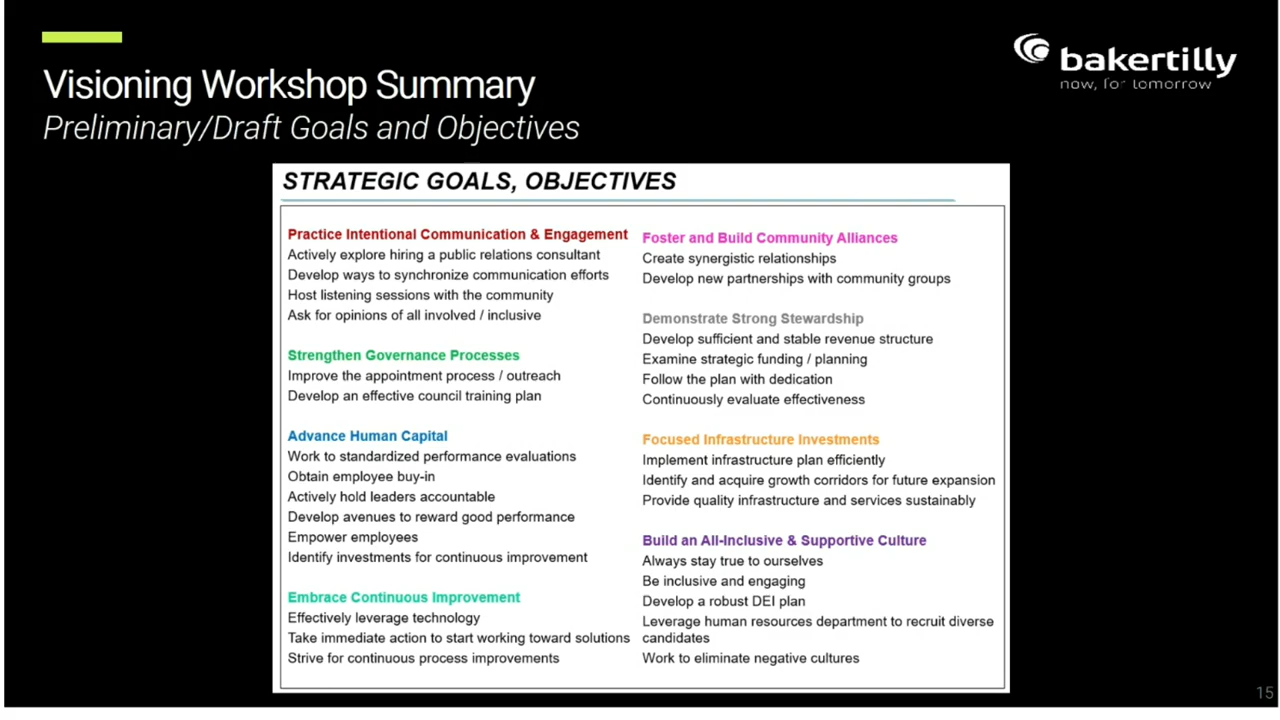 Visioning Workshop Summary
Preliminary/Draft Goals and Objectives
bakertilly
now, for tomorrow
STRATEGIC GOALS, OBJECTIVES
Practice Intentional Communication & Engagement
Actively explore hiring a public relations consultant
Develop ways to synchronize communication efforts
Host listening sessions with the community
Ask for opinions of all involved / inclusive
Strengthen Governance Processes
Improve the appointment process / outreach
Develop an effective council training plan
Advance Human Capital
Work to standardized performance evaluations
Obtain employee buy-in
Actively hold leaders accountable
Develop avenues to reward good performance
Empower employees
Identify investments for continuous improvement
Embrace Continuous Improvement
Effectively leverage technology
Take immediate action to start working toward solutions
Strive for continuous process improvements
Foster and Build Community Alliances
Create synergistic relationships
Develop new partnerships with community groups
Demonstrate Strong Stewardship
Develop sufficient and stable revenue structure
Examine strategic funding / planning
Follow the plan with dedication
Continuously evaluate effectiveness
Focused Infrastructure Investments
Implement infrastructure plan efficiently
Identify and acquire growth corridors for future expansion
Provide quality infrastructure and services sustainably
Build an All-Inclusive & Supportive Culture
Always stay true to ourselves
Be inclusive and engaging
Develop a robust DEI plan
Leverage human resources department to recruit diverse
candidates
Work to eliminate negative cultures
15